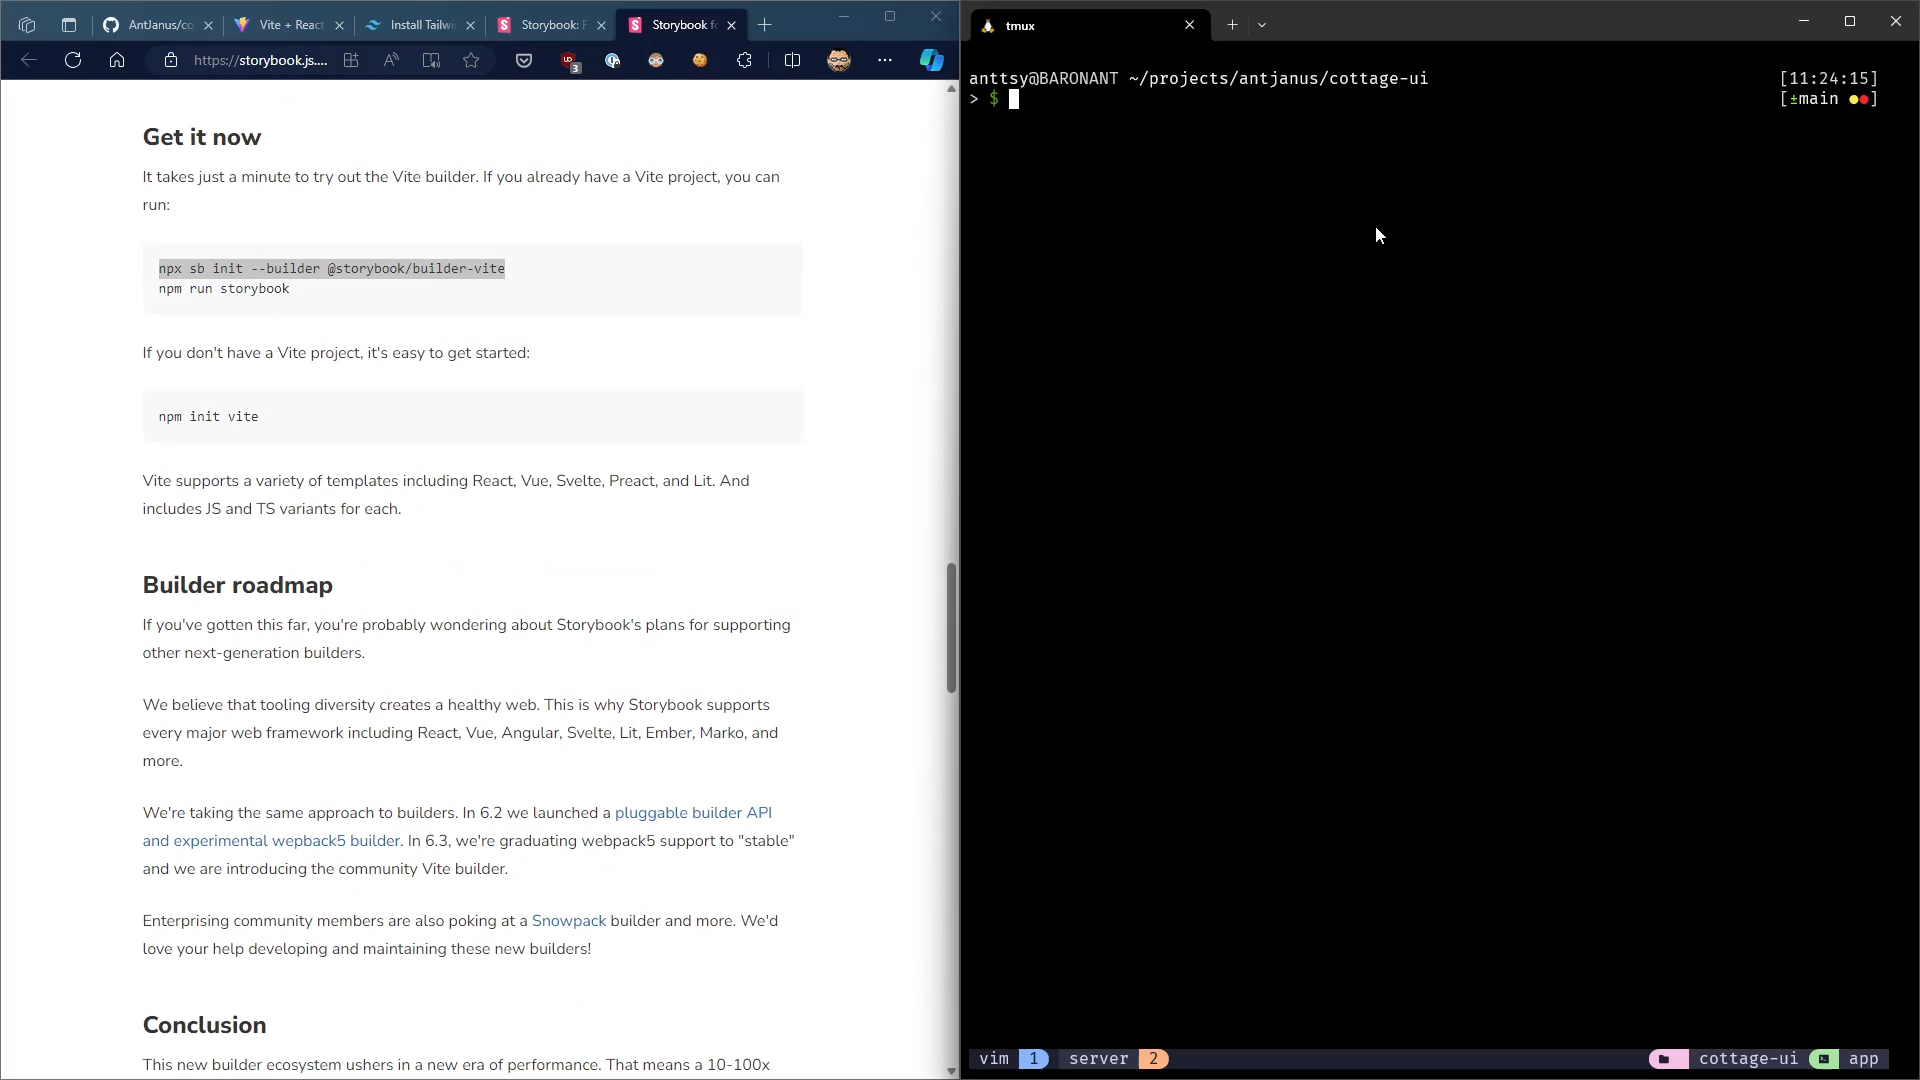 AntJanus/co
Vite + React
Install Tailwi
Storybook: F
Storybook fo
https://storybook.js....
3
Get it now
It takes just a minute to try out the Vite builder. If you already have a Vite project, you can
run:
npx sb init --builder @storybook/builder-vite
npm run storybook
If you don't have a Vite project, it's easy to get started:
npm init vite
Vite supports a variety of templates including React, Vue, Svelte, Preact, and Lit. And
includes JS and TS variants for each.
Builder roadmap
If you've gotten this far, you're probably wondering about Storybook's plans for supporting
other next-generation builders.
We believe that tooling diversity creates a healthy web. This is why Storybook supports
every major web framework including React, Vue, Angular, Svelte, Lit, Ember, Marko, and
more.
We're taking the same approach to builders. In 6.2 we launched a pluggable builder API
and experimental wepback5 builder. In 6.3, we're graduating webpack5 support to "stable"
and we are introducing the community Vite builder.
Enterprising community members are also poking at a Snowpack builder and more. We'd
love your help developing and maintaining these new builders!
Conclusion
This new builder ecosystem ushers in a new era of performance. That means a 10-100x
tmux
anttsy@BARONANT ~/projects/antjanus/cottage-ui [11:24:15]
> $ [±main ●●]
vim 1 server 2 cottage-ui app